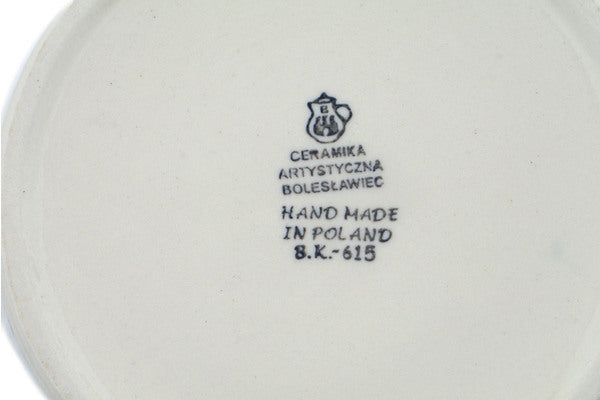 B
CERAMIKA
ARTYSTYCZNA
BOLESŁAWIEC
HAND MADE
IN POLAND
B.K.-615